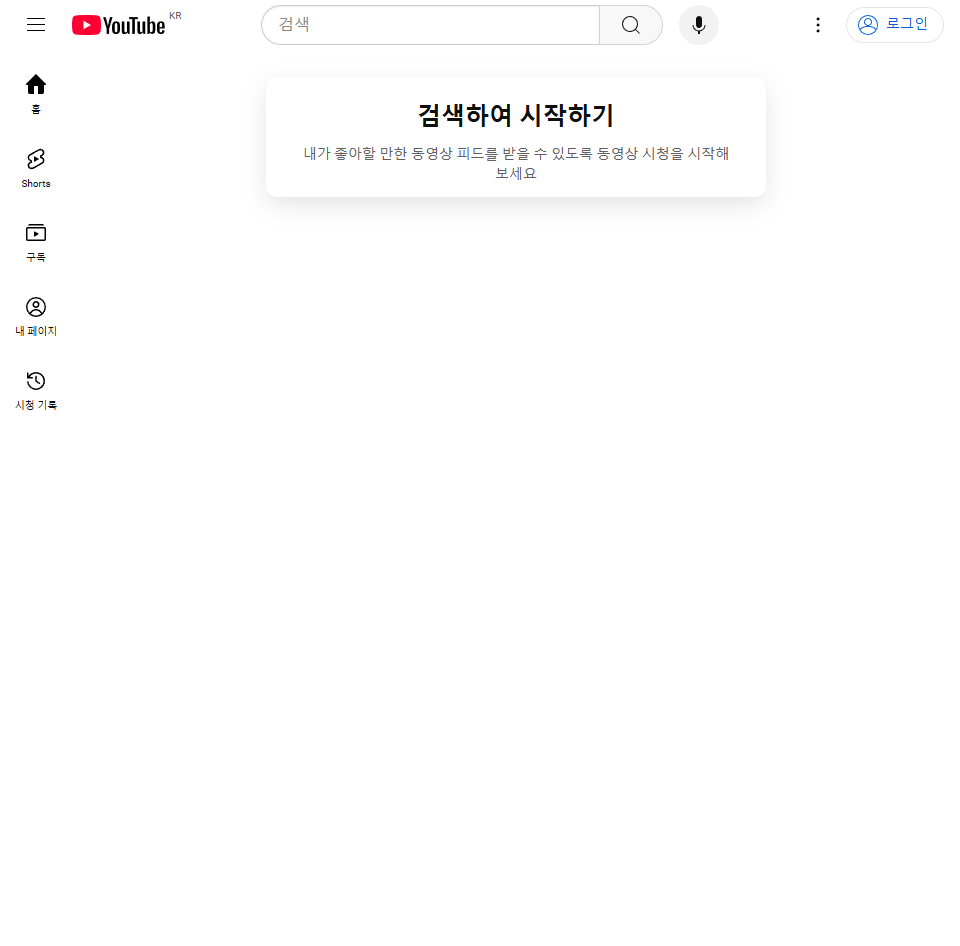 YouTube KR
검색
로그인
홈
Shorts
구독
내 페이지
시청 기록
검색하여 시작하기
내가 좋아할 만한 동영상 피드를 받을 수 있도록 동영상 시청을 시작해
보세요